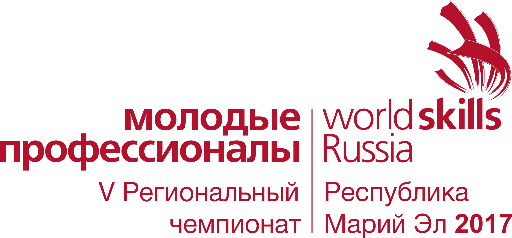 молодые
профессионалы
V Региональный
чемпионат
worldskills
Russia
Республика
Марий Эл 2017